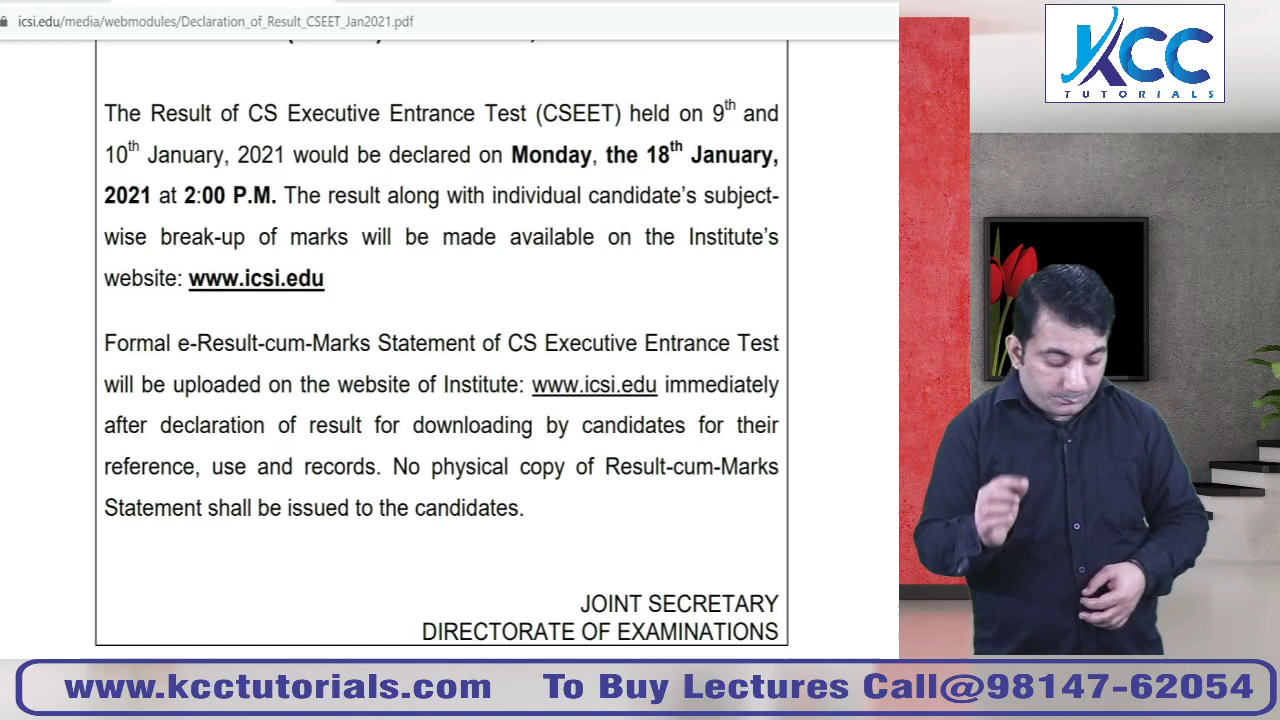 icsi.edu/media/webmodules/Declaration_of_Result_CSEET_Jan2021.pdf
KCC
TUTORIALS
The Result of CS Executive Entrance Test (CSEET) held on 9th and
10th January, 2021 would be declared on Monday, the 18th January,
2021 at 2:00 P.M. The result along with individual candidate's subject-
wise break-up of marks will be made available on the Institute's
website: www.icsi.edu
Formal e-Result-cum-Marks Statement of CS Executive Entrance Test
will be uploaded on the website of Institute: www.icsi.edu immediately
after declaration of result for downloading by candidates for their
reference, use and records. No physical copy of Result-cum-Marks
Statement shall be issued to the candidates.
JOINT SECRETARY
DIRECTORATE OF EXAMINATIONS
www.kcctutorials.com To Buy Lectures Call@98147-62054